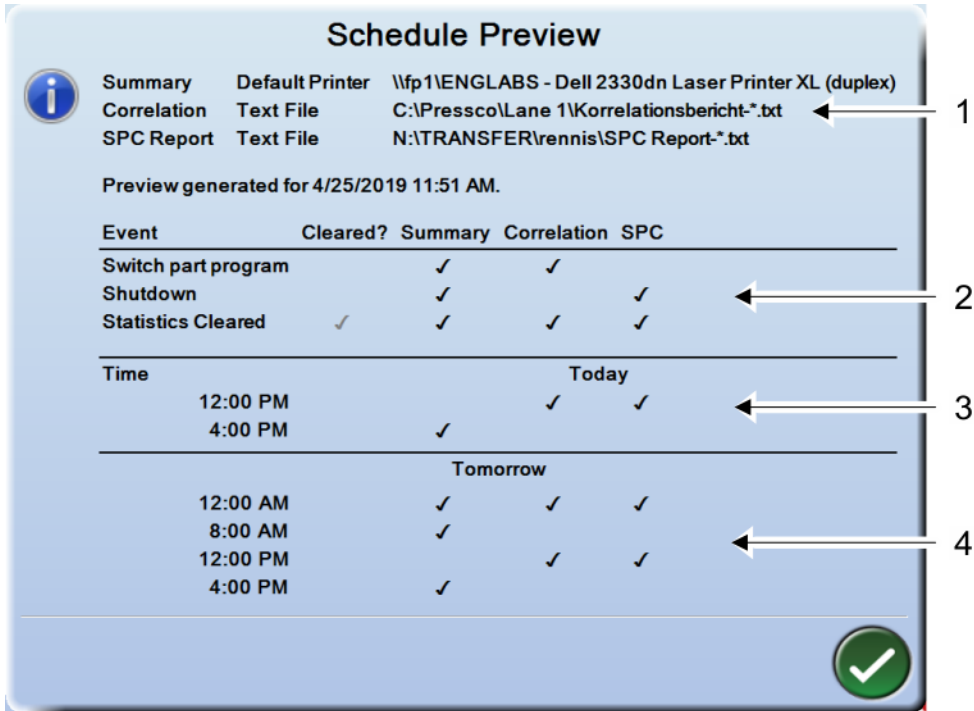 Schedule Preview
Summary Default Printer \\fp1\ENGLABS - Dell 2330dn Laser Printer XL (duplex)
Correlation Text File C:\Pressco\Lane 1\Korrelationsbericht-*.txt 1
SPC Report Text File N:\TRANSFER\rennis\SPC Report-*.txt
Preview generated for 4/25/2019 11:51 AM.
Event Cleared? Summary Correlation SPC
Switch part program ✓ ✓
Shutdown ✓ ✓ 2
Statistics Cleared ✓ ✓ ✓ ✓
Time Today
12:00 PM ✓ ✓ 3
4:00 PM ✓
Tomorrow
12:00 AM ✓ ✓ ✓
8:00 AM ✓ 4
12:00 PM ✓ ✓
4:00 PM ✓